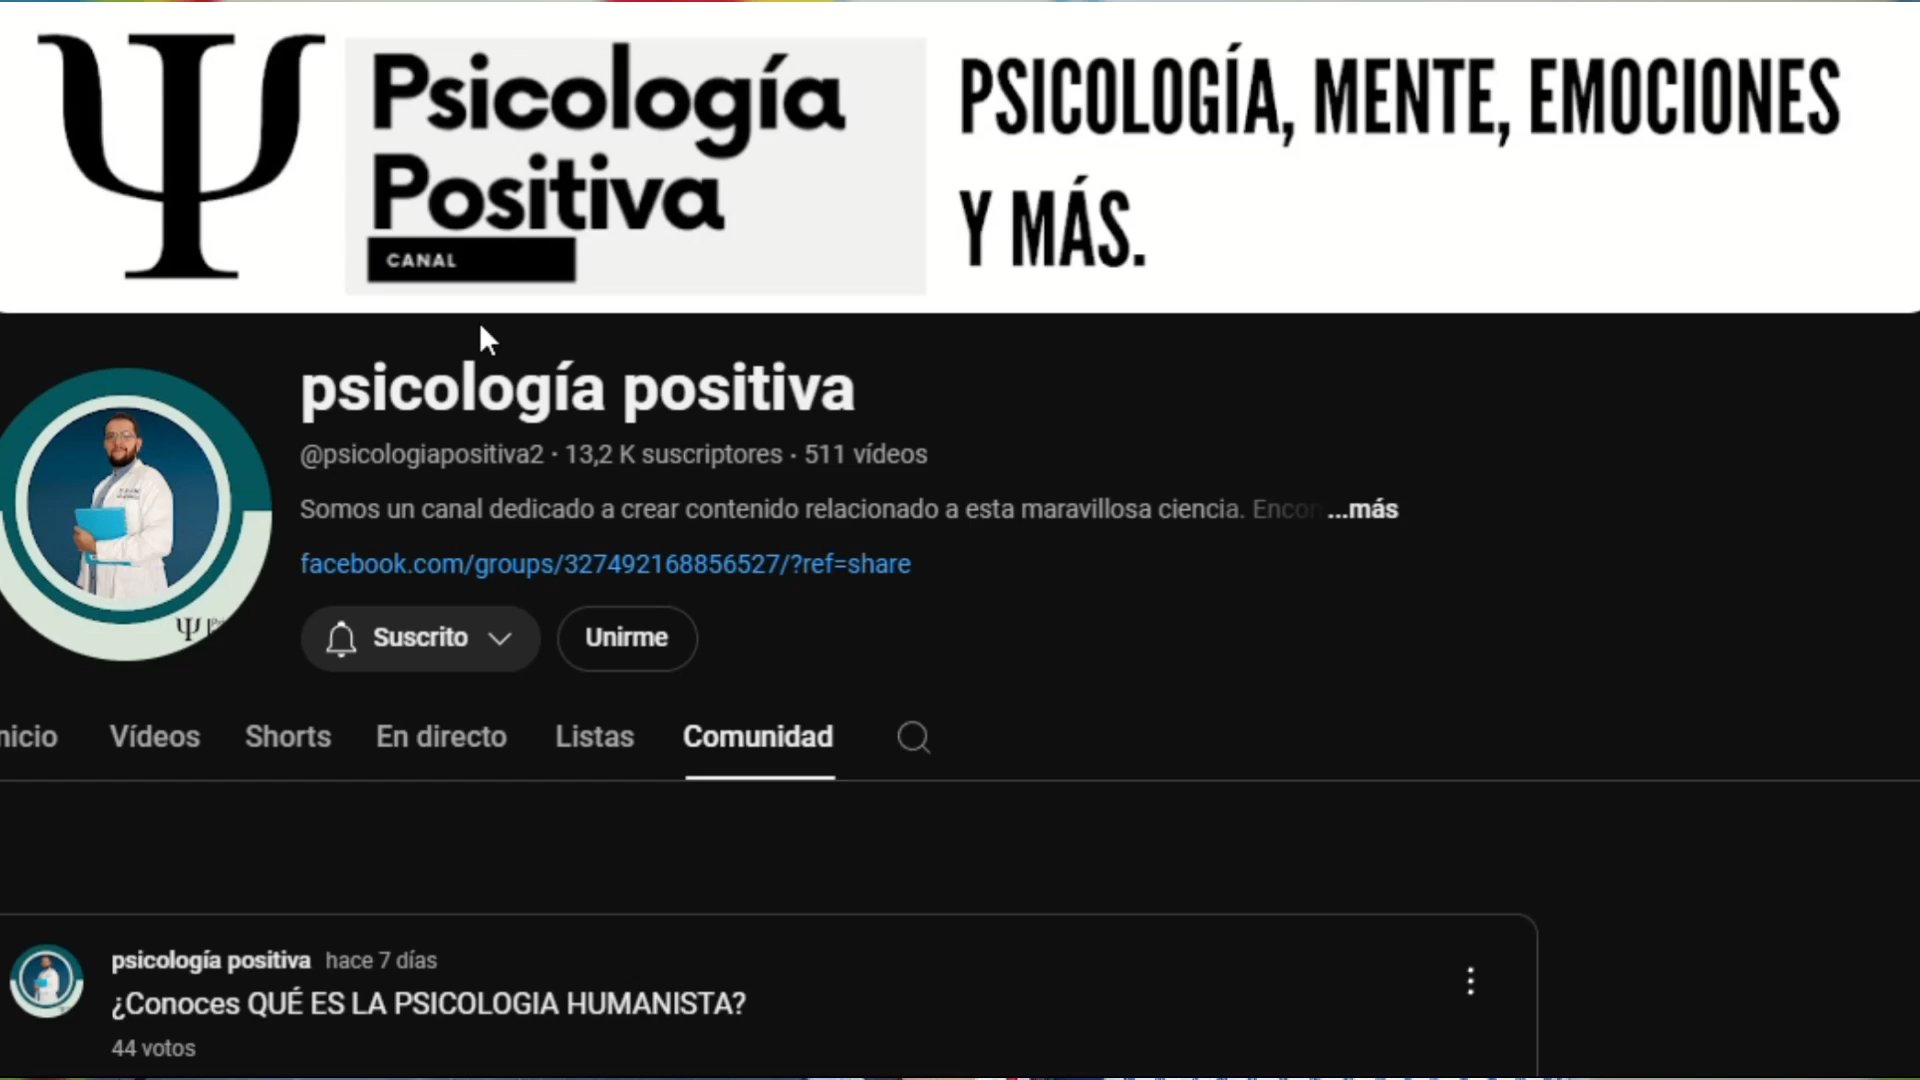 Ψ
Psicología
Positiva
CANAL
PSICOLOGÍA, MENTE, EMOCIONES
Y MÁS.
psicología positiva
@psicologiapositiva2 · 13,2 K suscriptores · 511 vídeos
Somos un canal dedicado a crear contenido relacionado a esta maravillosa ciencia. Encon ...más
facebook.com/groups/327492168856527/?ref=share
Ψ
Suscrito
Unirme
nicio Vídeos Shorts En directo Listas Comunidad
psicología positiva hace 7 días
¿Conoces QUÉ ES LA PSICOLOGIA HUMANISTA?
44 votos